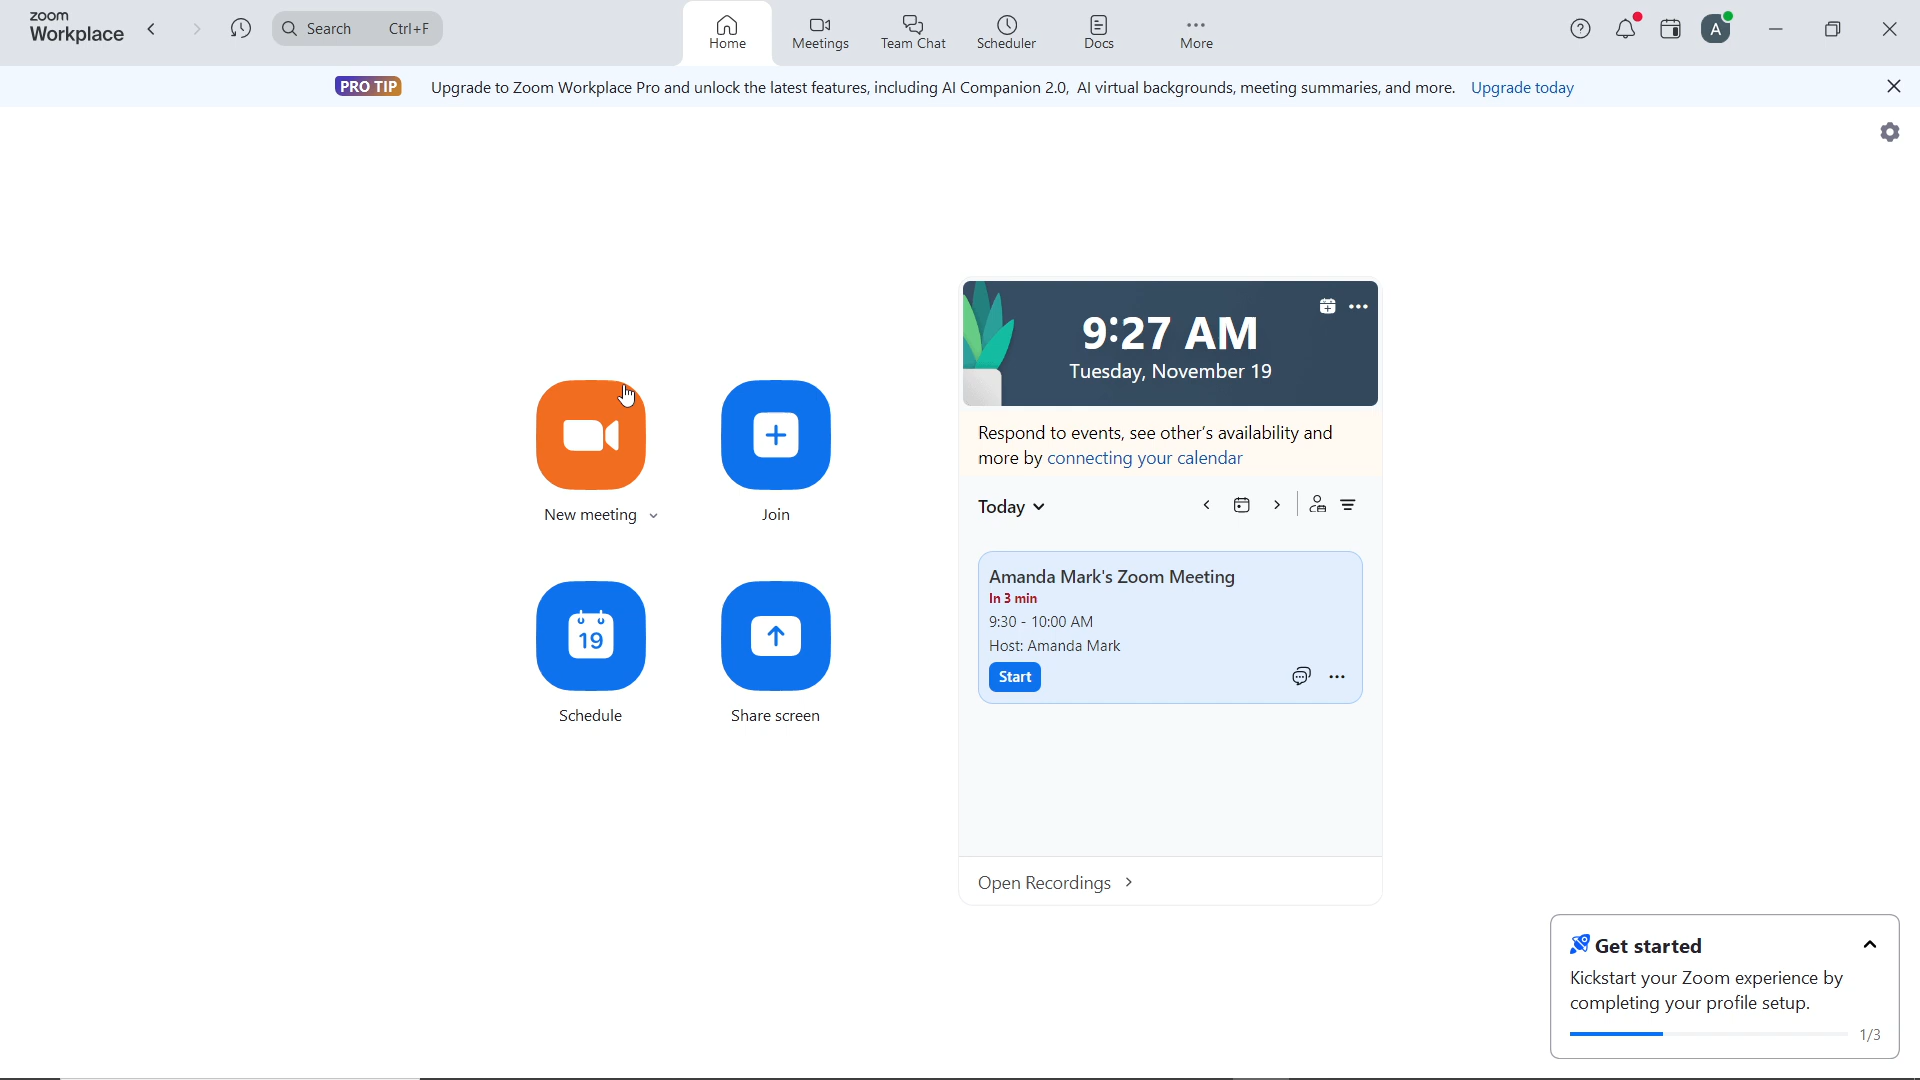 zoom
Workplace
Search Ctrl+F
Home
Meetings
Team Chat
Scheduler
Docs
More
A
PRO TIP Upgrade to Zoom Workplace Pro and unlock the latest features, including AI Companion 2.0, AI virtual backgrounds, meeting summaries, and more. Upgrade today
9:27 AM
Tuesday, November 19
Respond to events, see other's availability and
more by connecting your calendar
New meeting
Join
Today
Amanda Mark's Zoom Meeting
In 3 min
9:30 - 10:00 AM
Host: Amanda Mark
Start
19
Schedule
Share screen
Open Recordings
Get started
Kickstart your Zoom experience by
completing your profile setup.
1/3